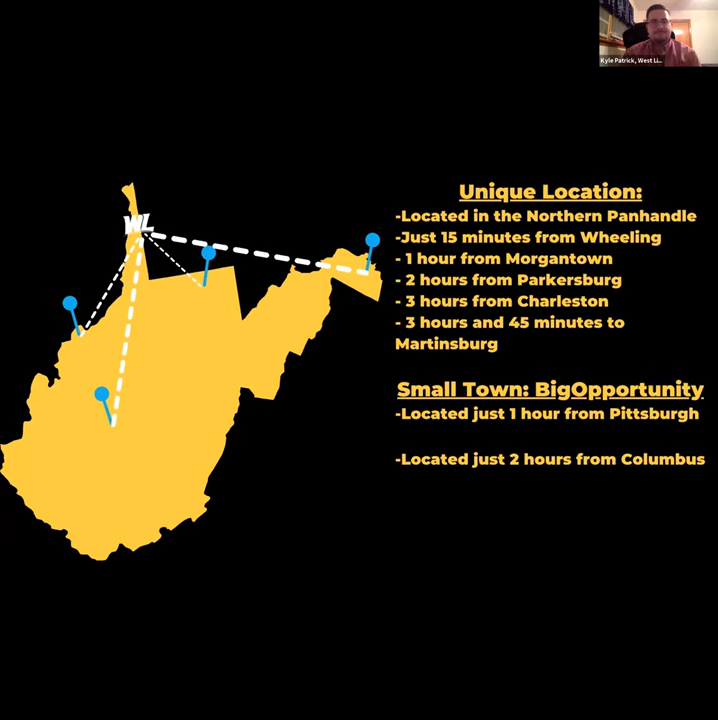 Kyle Patrick, West Li...
Unique Location:
-Located in the Northern Panhandle
-Just 15 minutes from Wheeling
- 1 hour from Morgantown
- 2 hours from Parkersburg
- 3 hours from Charleston
- 3 hours and 45 minutes to
Martinsburg
WL
Small Town: BigOpportunity
-Located just 1 hour from Pittsburgh
-Located just 2 hours from Columbus